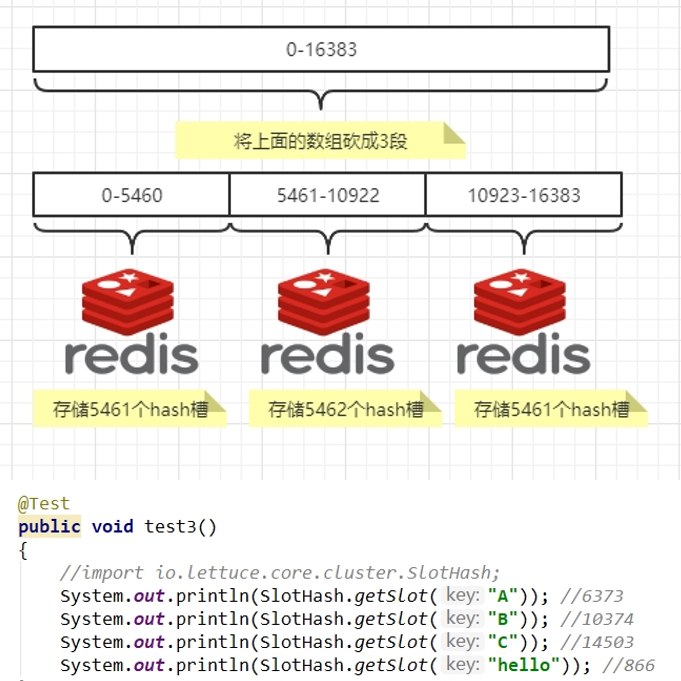 0-16383
将上面的数组砍成3段
0-5460 5461-10922 10923-16383
redis redis redis
存储5461个hash槽 存储5462个hash槽 存储5461个hash槽
@Test
public void test3()
{
//import io.lettuce.core.cluster.SlotHash;
System.out.println(SlotHash.getSlot( key: "A")); //6373
System.out.println(SlotHash.getSlot( key: "B")); //10374
System.out.println(SlotHash.getSlot( key: "C")); //14503
System.out.println(SlotHash.getSlot( key: "hello")); //866